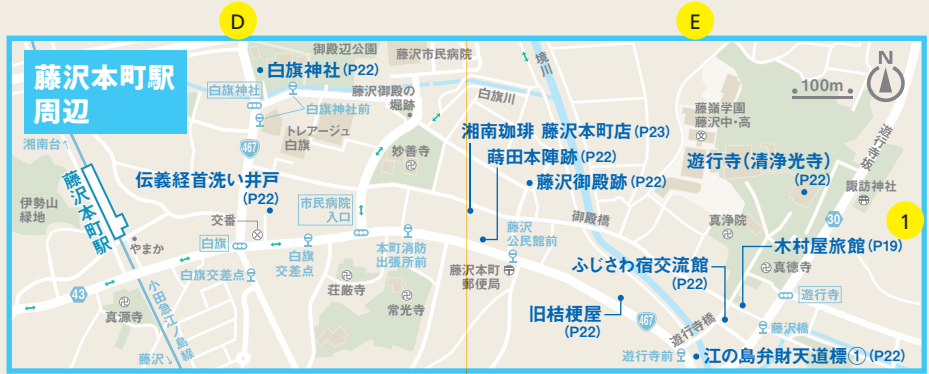 D
E
1
藤沢本町駅
周辺
御殿辺公園
藤沢市民病院
境川
N
100m
白旗神社(P22)
白旗神社
白旗神社前
藤沢御殿の
堀跡
白旗川
藤嶺学園
藤沢中・高
遊行寺坂
湘南台
467
トレアージュ
白旗
妙善寺
湘南珈琲 藤沢本町店(P23)
蒔田本陣跡(P22)
藤沢御殿跡(P22)
遊行寺(清浄光寺)
(P22)
諏訪神社
藤沢本町駅
伊勢山
緑地
伝義経首洗い井戸
(P22)
市民病院
入口
御殿橋
真浄院
30
交番
やまか
白旗
白旗
交差点
白旗交差点
本町消防
出張所前
藤沢
公民館前
木村屋旅館(P19)
ふじさわ宿交流館
(P22)
真徳寺
藤沢本町
郵便局
荘厳寺
常光寺
43
真源寺
小田急江ノ島線
藤沢
旧桔梗屋
(P22)
467
遊行寺橋
遊行寺
藤沢橋
遊行寺前
江の島弁財天道標①(P22)